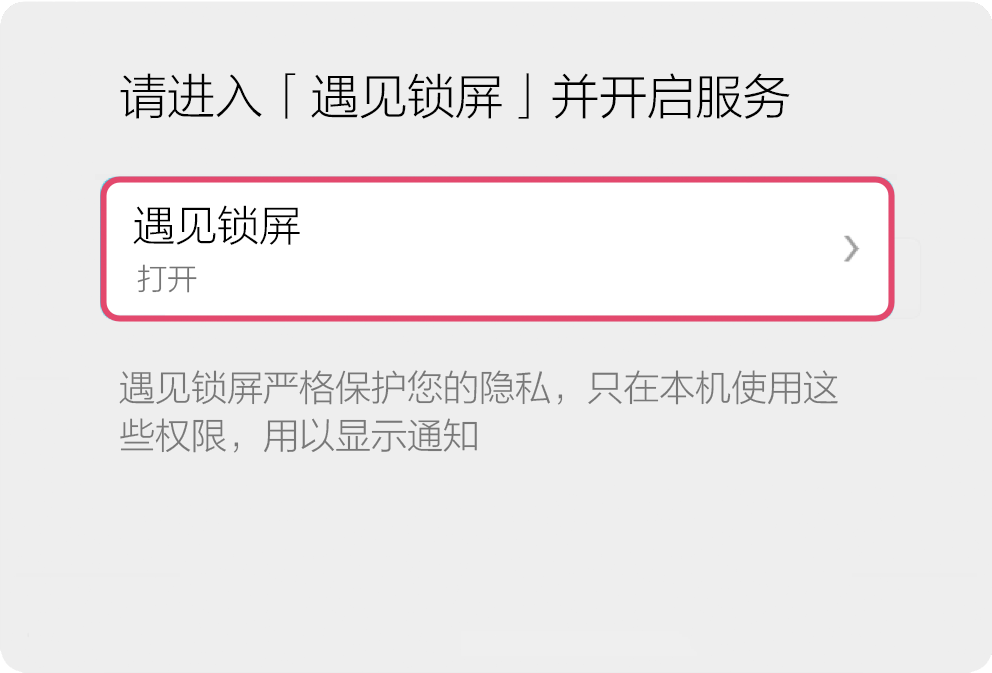 请进入「遇见锁屏」并开启服务
遇见锁屏
打开
遇见锁屏严格保护您的隐私，只在本机使用这
些权限，用以显示通知